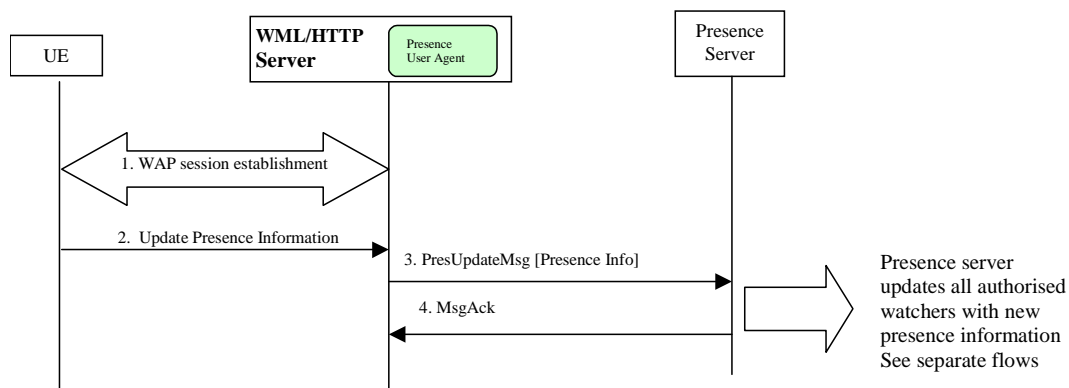 UE
WML/HTTP
Server
Presence
User Agent
Presence
Server
1. WAP session establishment
2. Update Presence Information
3. PresUpdateMsg [Presence Info]
4. MsgAck
Presence server
updates all authorised
watchers with new
presence information
See separate flows